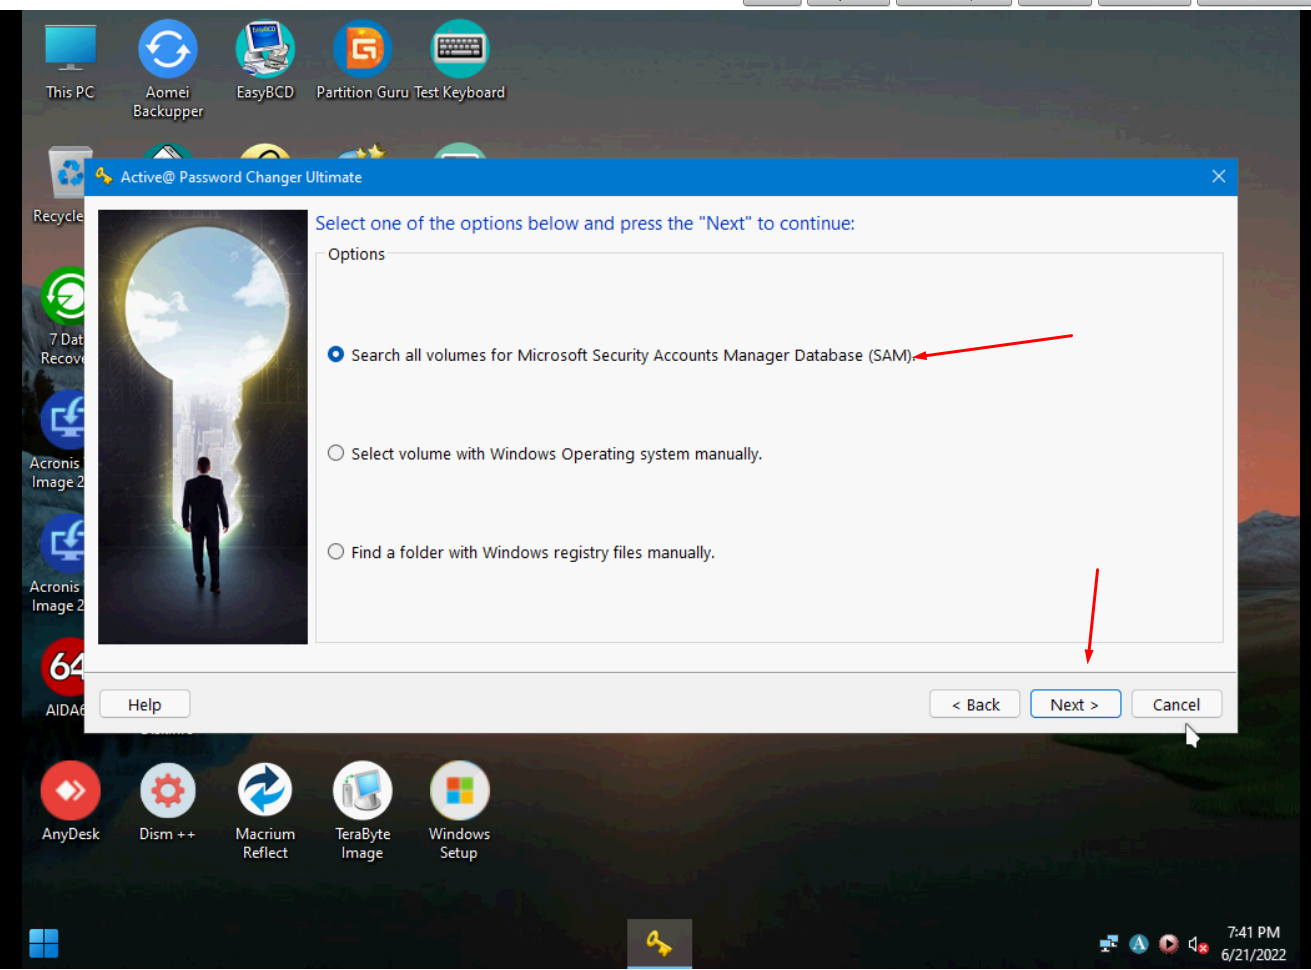 This PC
Aomei
Backupper
EasyBCD
Partition Guru
Test Keyboard
Recycle
Active@ Password Changer Ultimate
Select one of the options below and press the "Next" to continue:
Options
Search all volumes for Microsoft Security Accounts Manager Database (SAM).
Select volume with Windows Operating system manually.
Find a folder with Windows registry files manually.
7 Dat
Recove
Acronis
Image 2
Acronis
Image 2
64
AIDA6
Help
< Back
Next >
Cancel
AnyDesk
Dism ++
Macrium
Reflect
TeraByte
Image
Windows
Setup
7:41 PM
6/21/2022